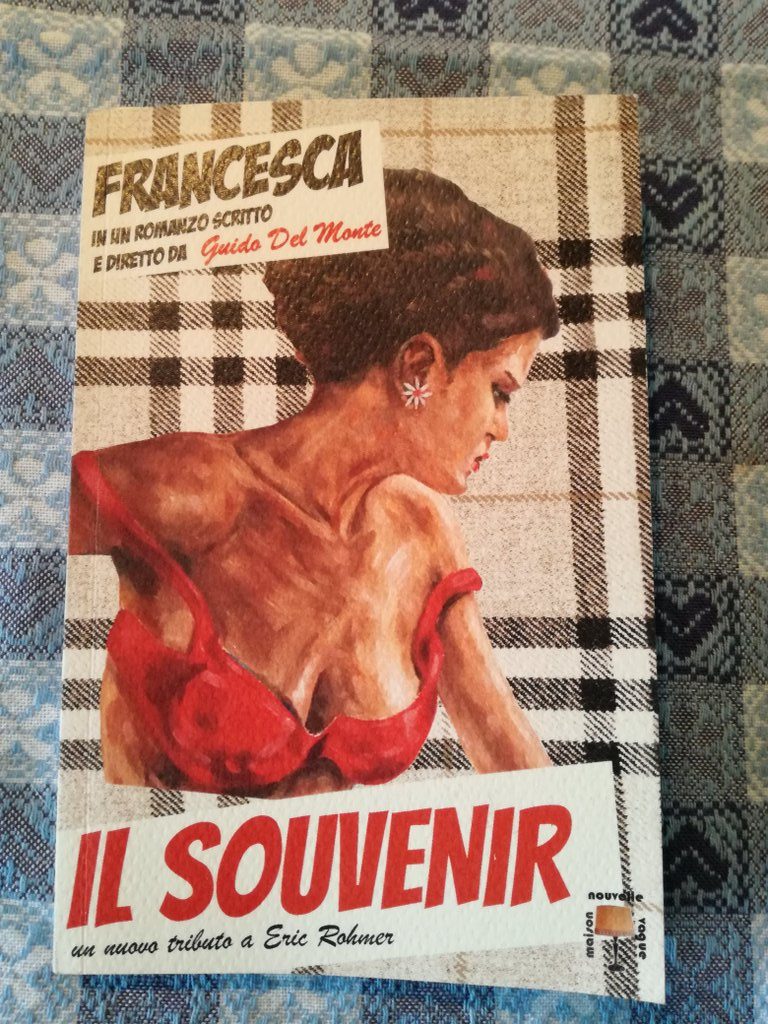 FRANCESCA
IN UN ROMANZO SCRITTO
E DIRETTO DA Guido Del Monte
IL SOUVENIR
un nuovo tributo a Eric Rohmer
maison
nouvelle
vague